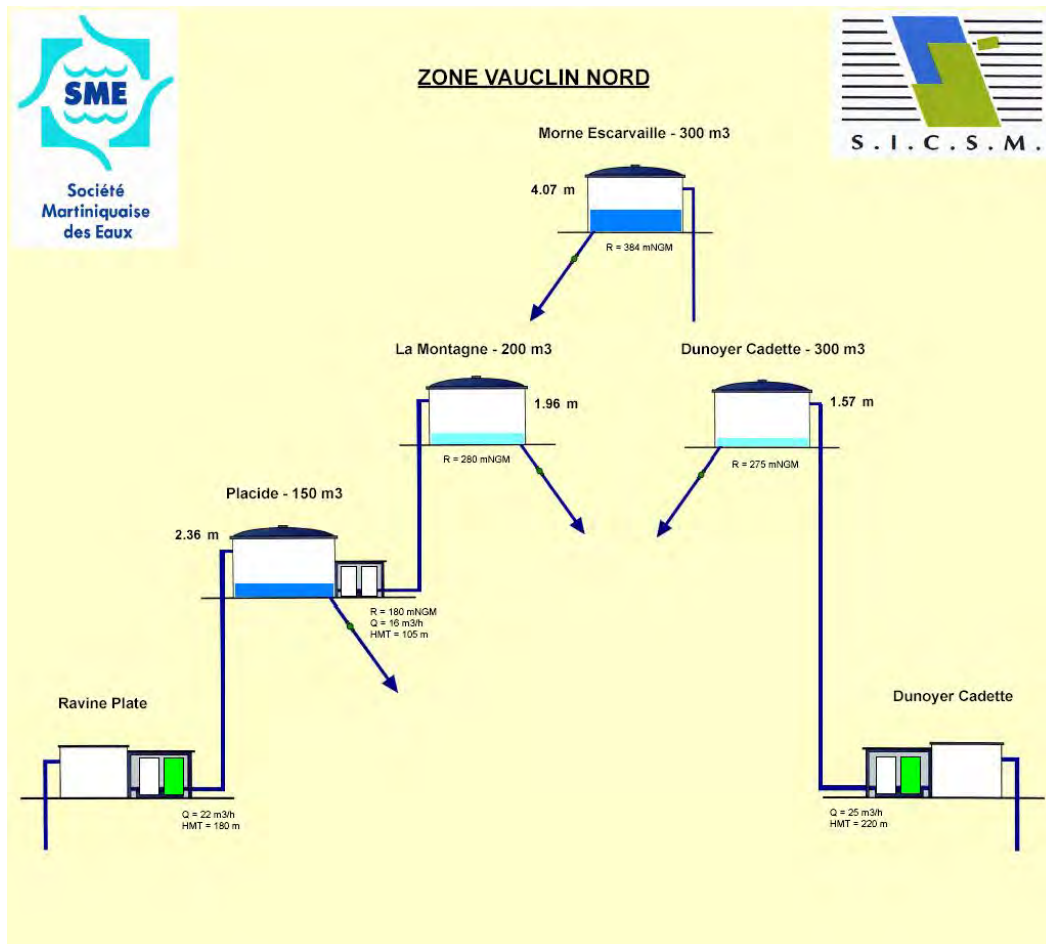 SME
Société
Martiniquaise
des Eaux
ZONE VAUCLIN NORD
S.I.C.S.M.
Morne Escarvaille - 300 m3
4.07 m
R = 384 mNGM
La Montagne - 200 m3
1.96 m
R = 280 mNGM
Dunoyer Cadette - 300 m3
1.57 m
R = 275 mNGM
Placide - 150 m3
2.36 m
R = 180 mNGM
Q = 16 m3/h
HMT = 105 m
Ravine Plate
Q = 22 m3/h
HMT = 180 m
Dunoyer Cadette
Q = 25 m3/h
HMT = 220 m